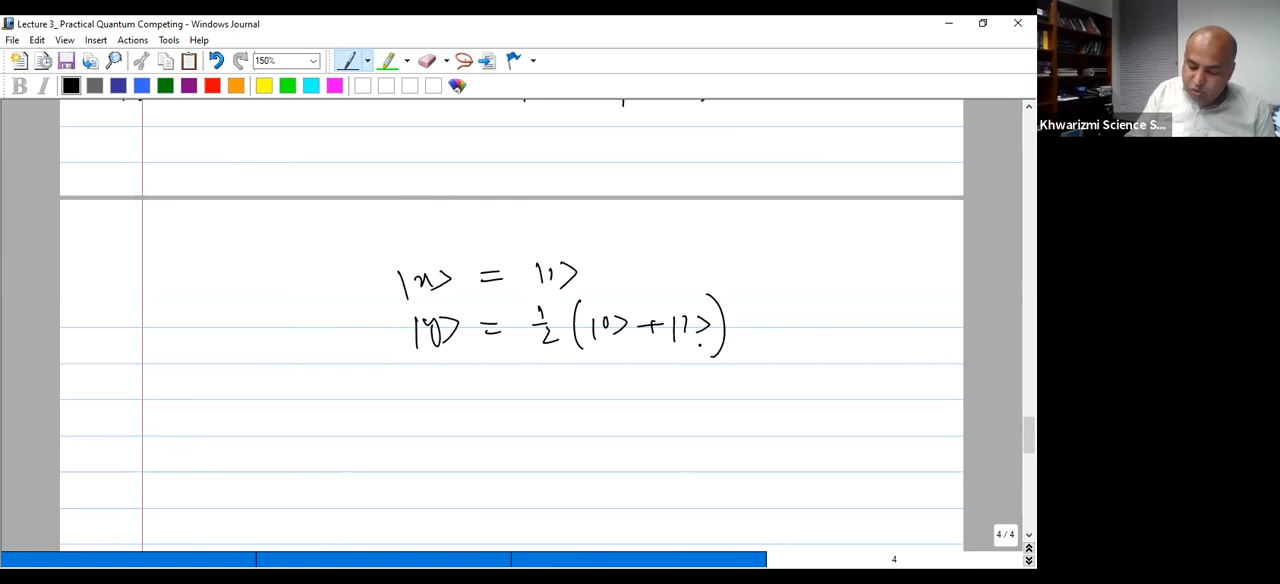 Lecture 3_ Practical Quantum Competing - Windows Journal
File Edit View Insert Actions Tools Help
150%
B I
Khwarizmi Science S...
|x> = |1>
|y> = 1/2 (|0> + |1>)
4 / 4
4